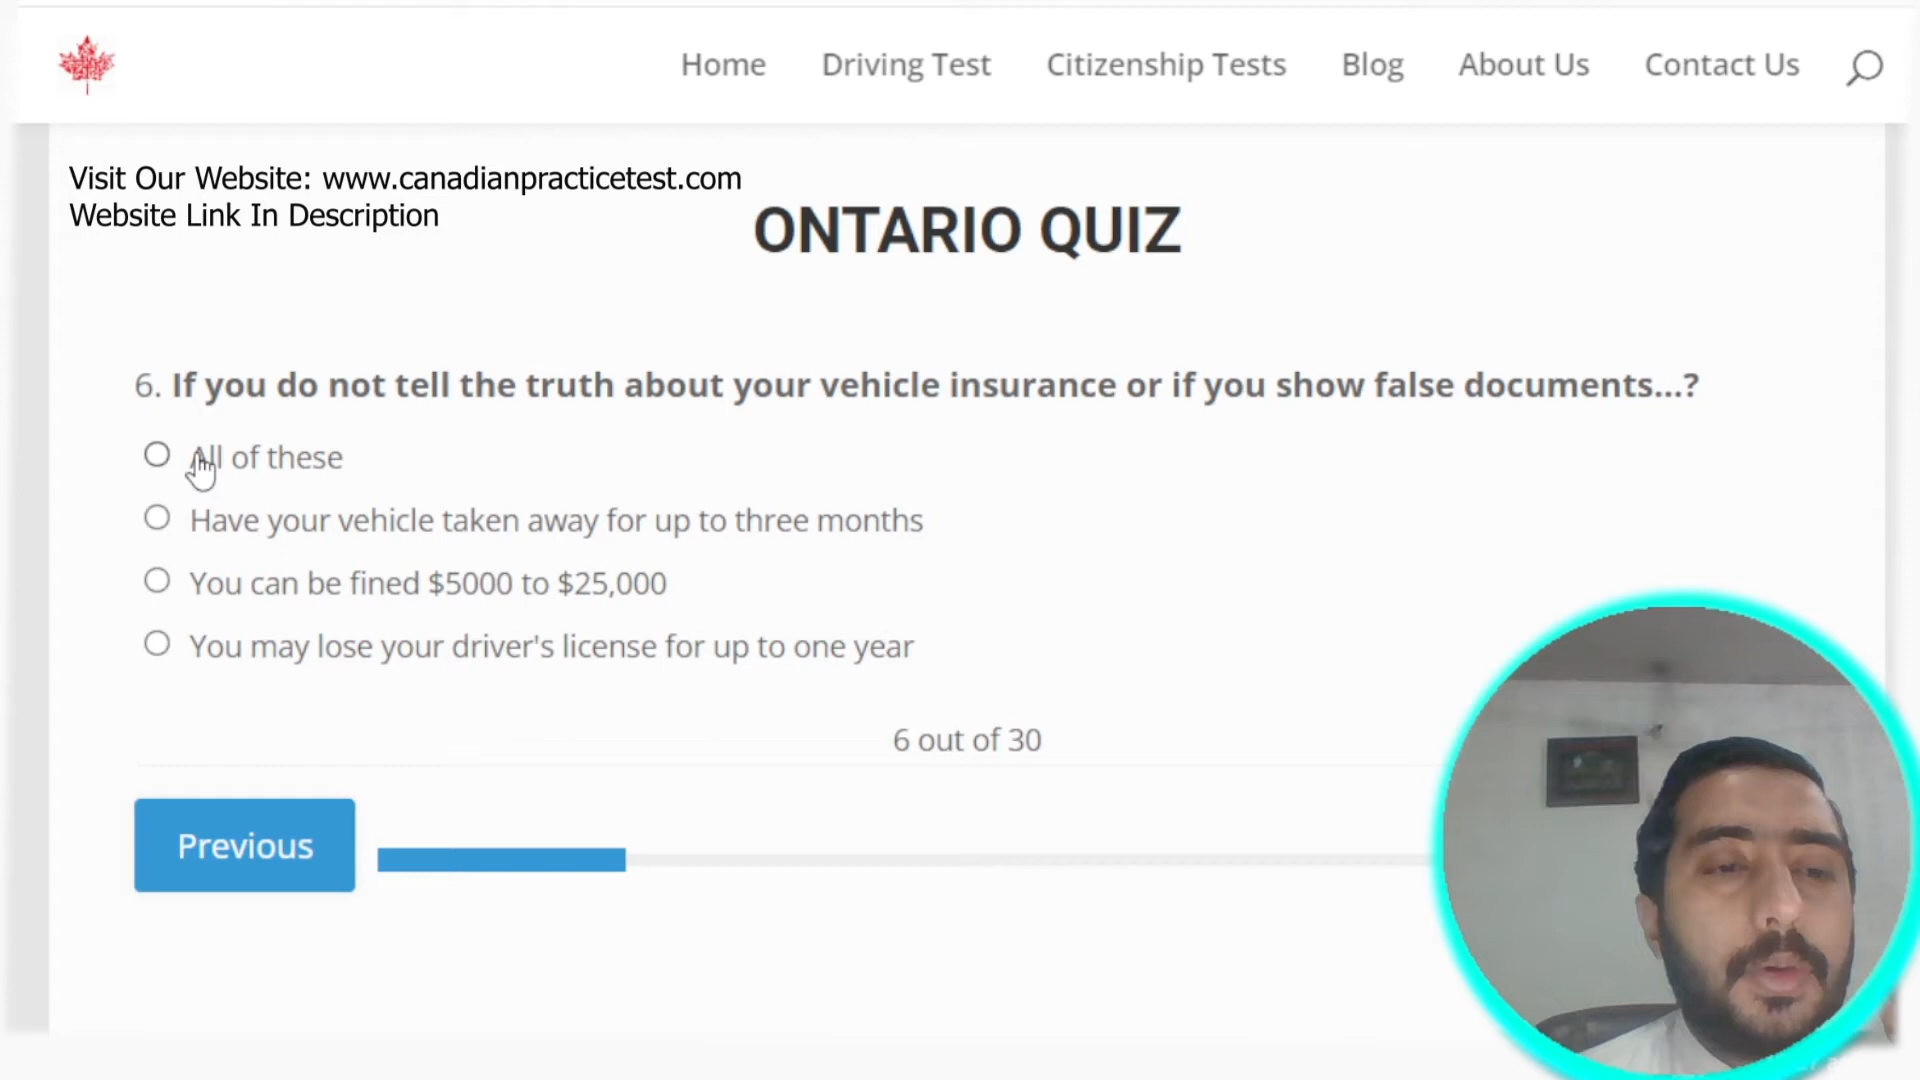 Home Driving Test Citizenship Tests Blog About Us Contact Us
Visit Our Website: www.canadianpracticetest.com
Website Link In Description
ONTARIO QUIZ
6. If you do not tell the truth about your vehicle insurance or if you show false documents...?
All of these
Have your vehicle taken away for up to three months
You can be fined $5000 to $25,000
You may lose your driver's license for up to one year
6 out of 30
Previous